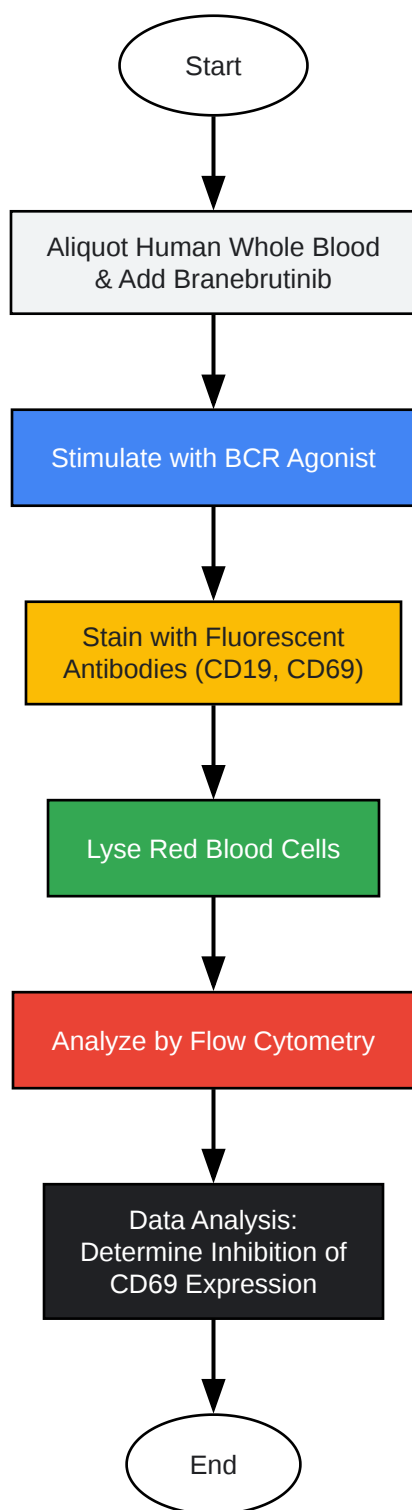 Start
Aliquot Human Whole Blood
& Add Branebrutinib
Stimulate with BCR Agonist
Stain with Fluorescent
Antibodies (CD19, CD69)
Lyse Red Blood Cells
Analyze by Flow Cytometry
Data Analysis:
Determine Inhibition of
CD69 Expression
End